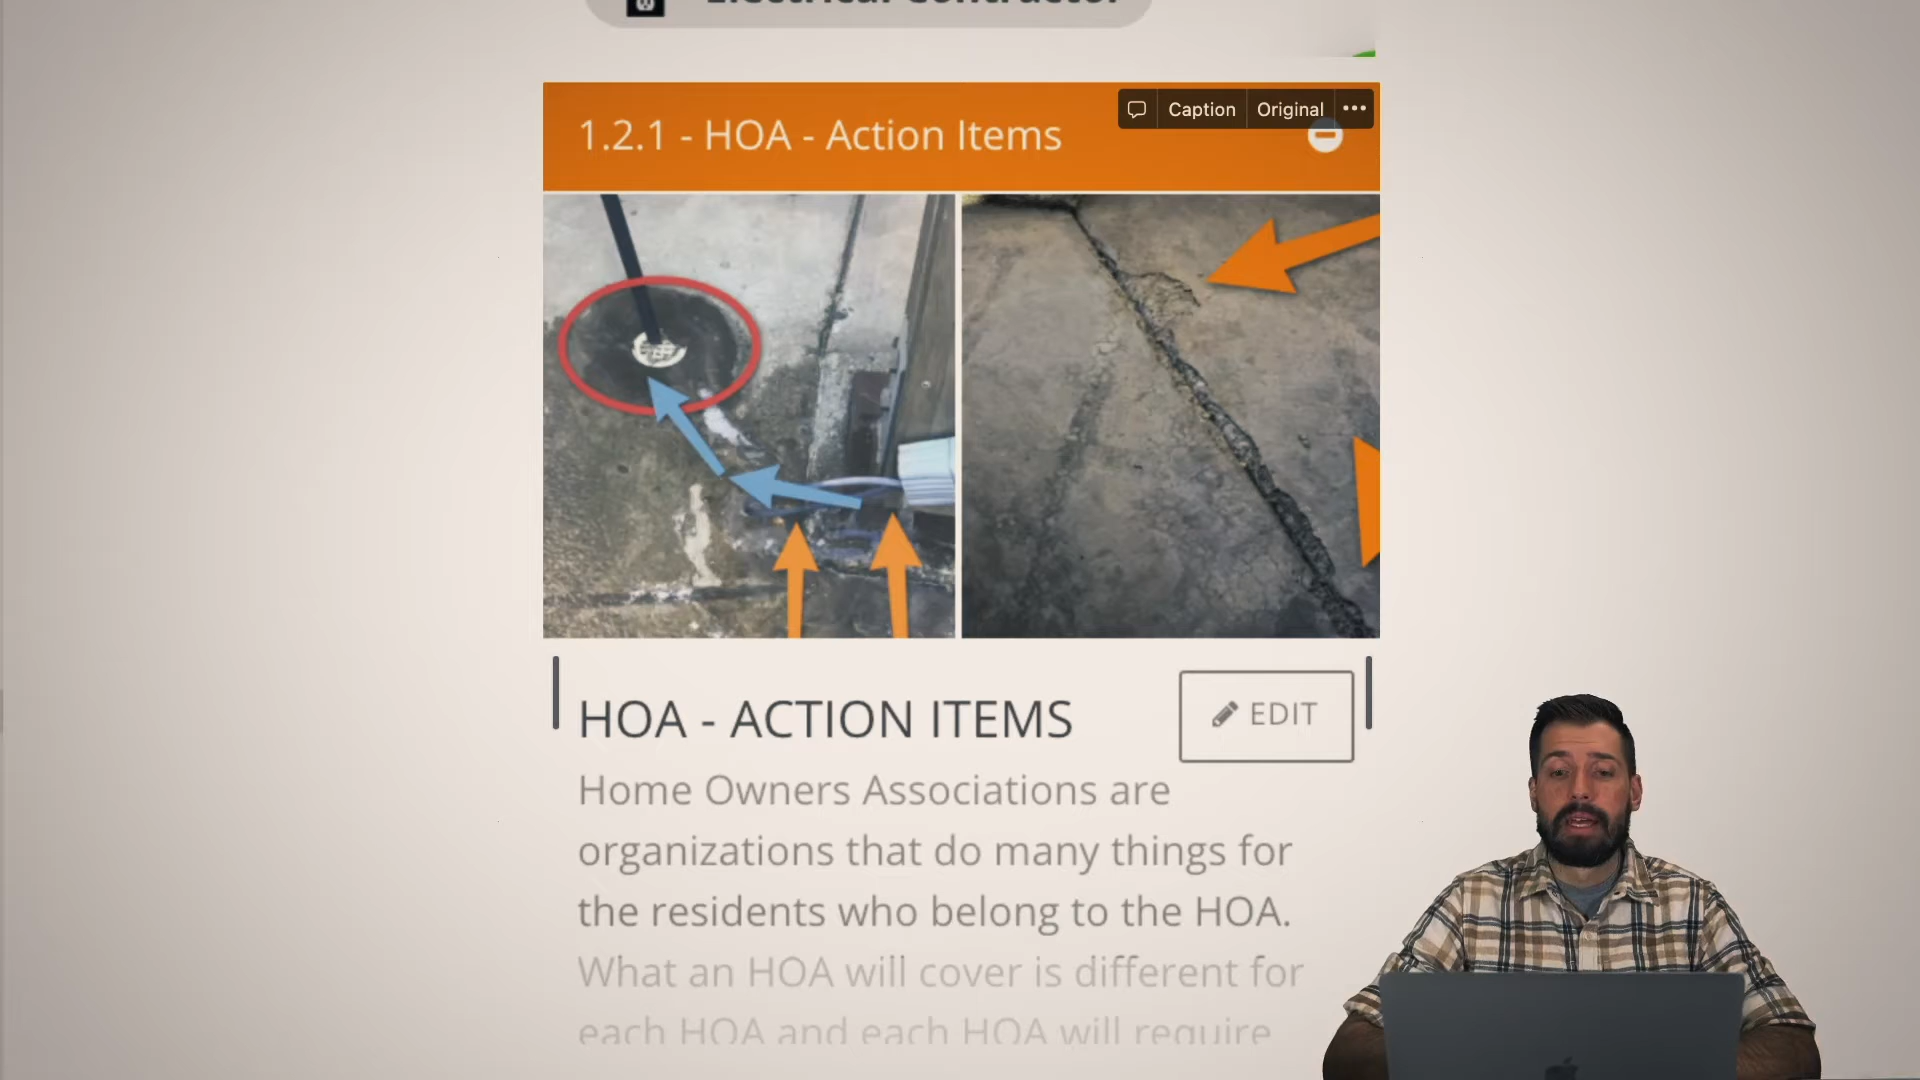 Electrical Contractor
Caption Original
1.2.1 - HOA - Action Items
HOA - ACTION ITEMS
EDIT
Home Owners Associations are
organizations that do many things for
the residents who belong to the HOA.
What an HOA will cover is different for
each HOA and each HOA will require